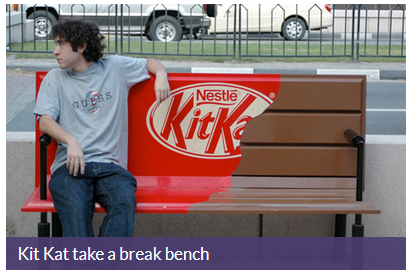 GUESS
Nestlé
KitKa
®
Kit Kat take a break bench